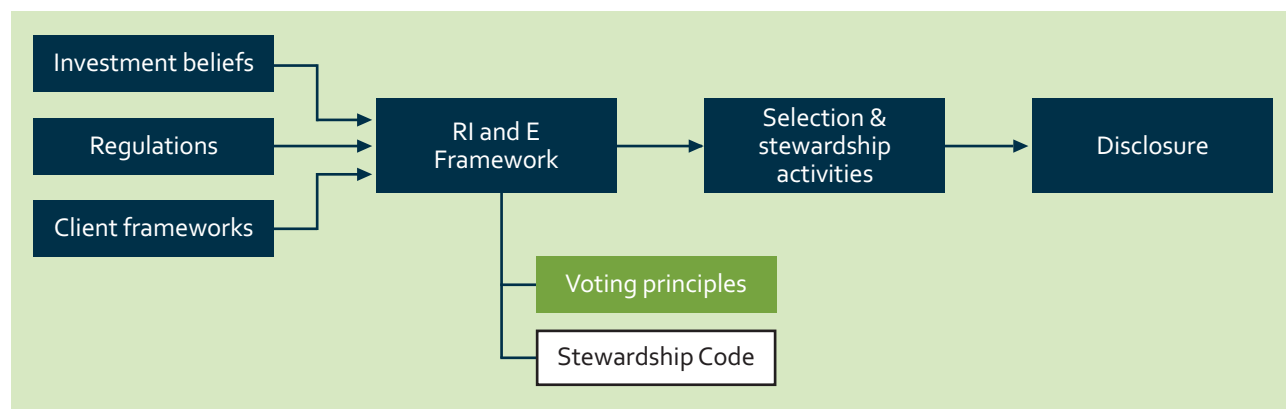 Investment beliefs
Regulations
Client frameworks
RI and E
Framework
Selection &
stewardship
activities
Disclosure
Voting principles
Stewardship Code